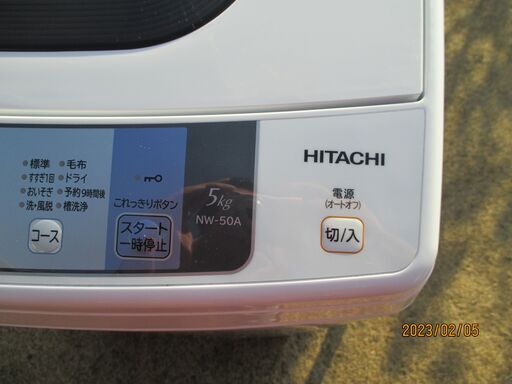 標準
毛布
すすぎ1回
ドライ
おいそぎ
予約9時間後
洗・風脱
槽洗浄
コース
これっきりボタン
スタート
一時停止
5kg
NW-50A
HITACHI
電源
(オートオフ)
切/入
2023/02/05